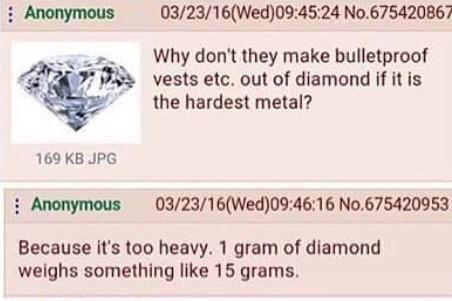 Anonymous 03/23/16(Wed)09:45:24 No.675420867
Why don't they make bulletproof
vests etc. out of diamond if it is
the hardest metal?
169 KB JPG
Anonymous 03/23/16(Wed)09:46:16 No.675420953
Because it's too heavy. 1 gram of diamond
weighs something like 15 grams.